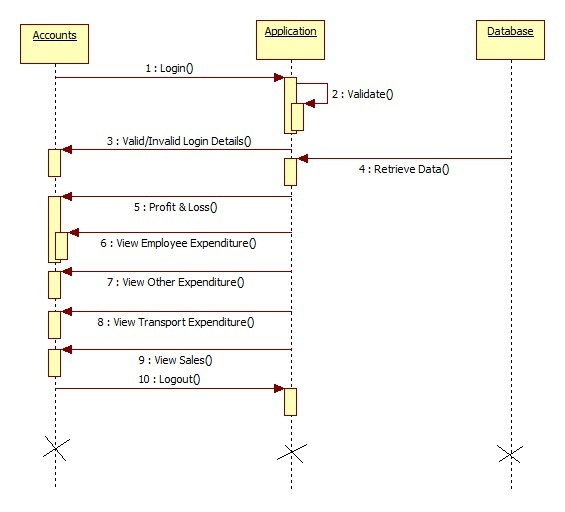 Accounts
Application
Database
1 : Login()
2 : Validate()
3 : Valid/Invalid Login Details()
4 : Retrieve Data()
5 : Profit & Loss()
6 : View Employee Expenditure()
7 : View Other Expenditure()
8 : View Transport Expenditure()
9 : View Sales()
10 : Logout()